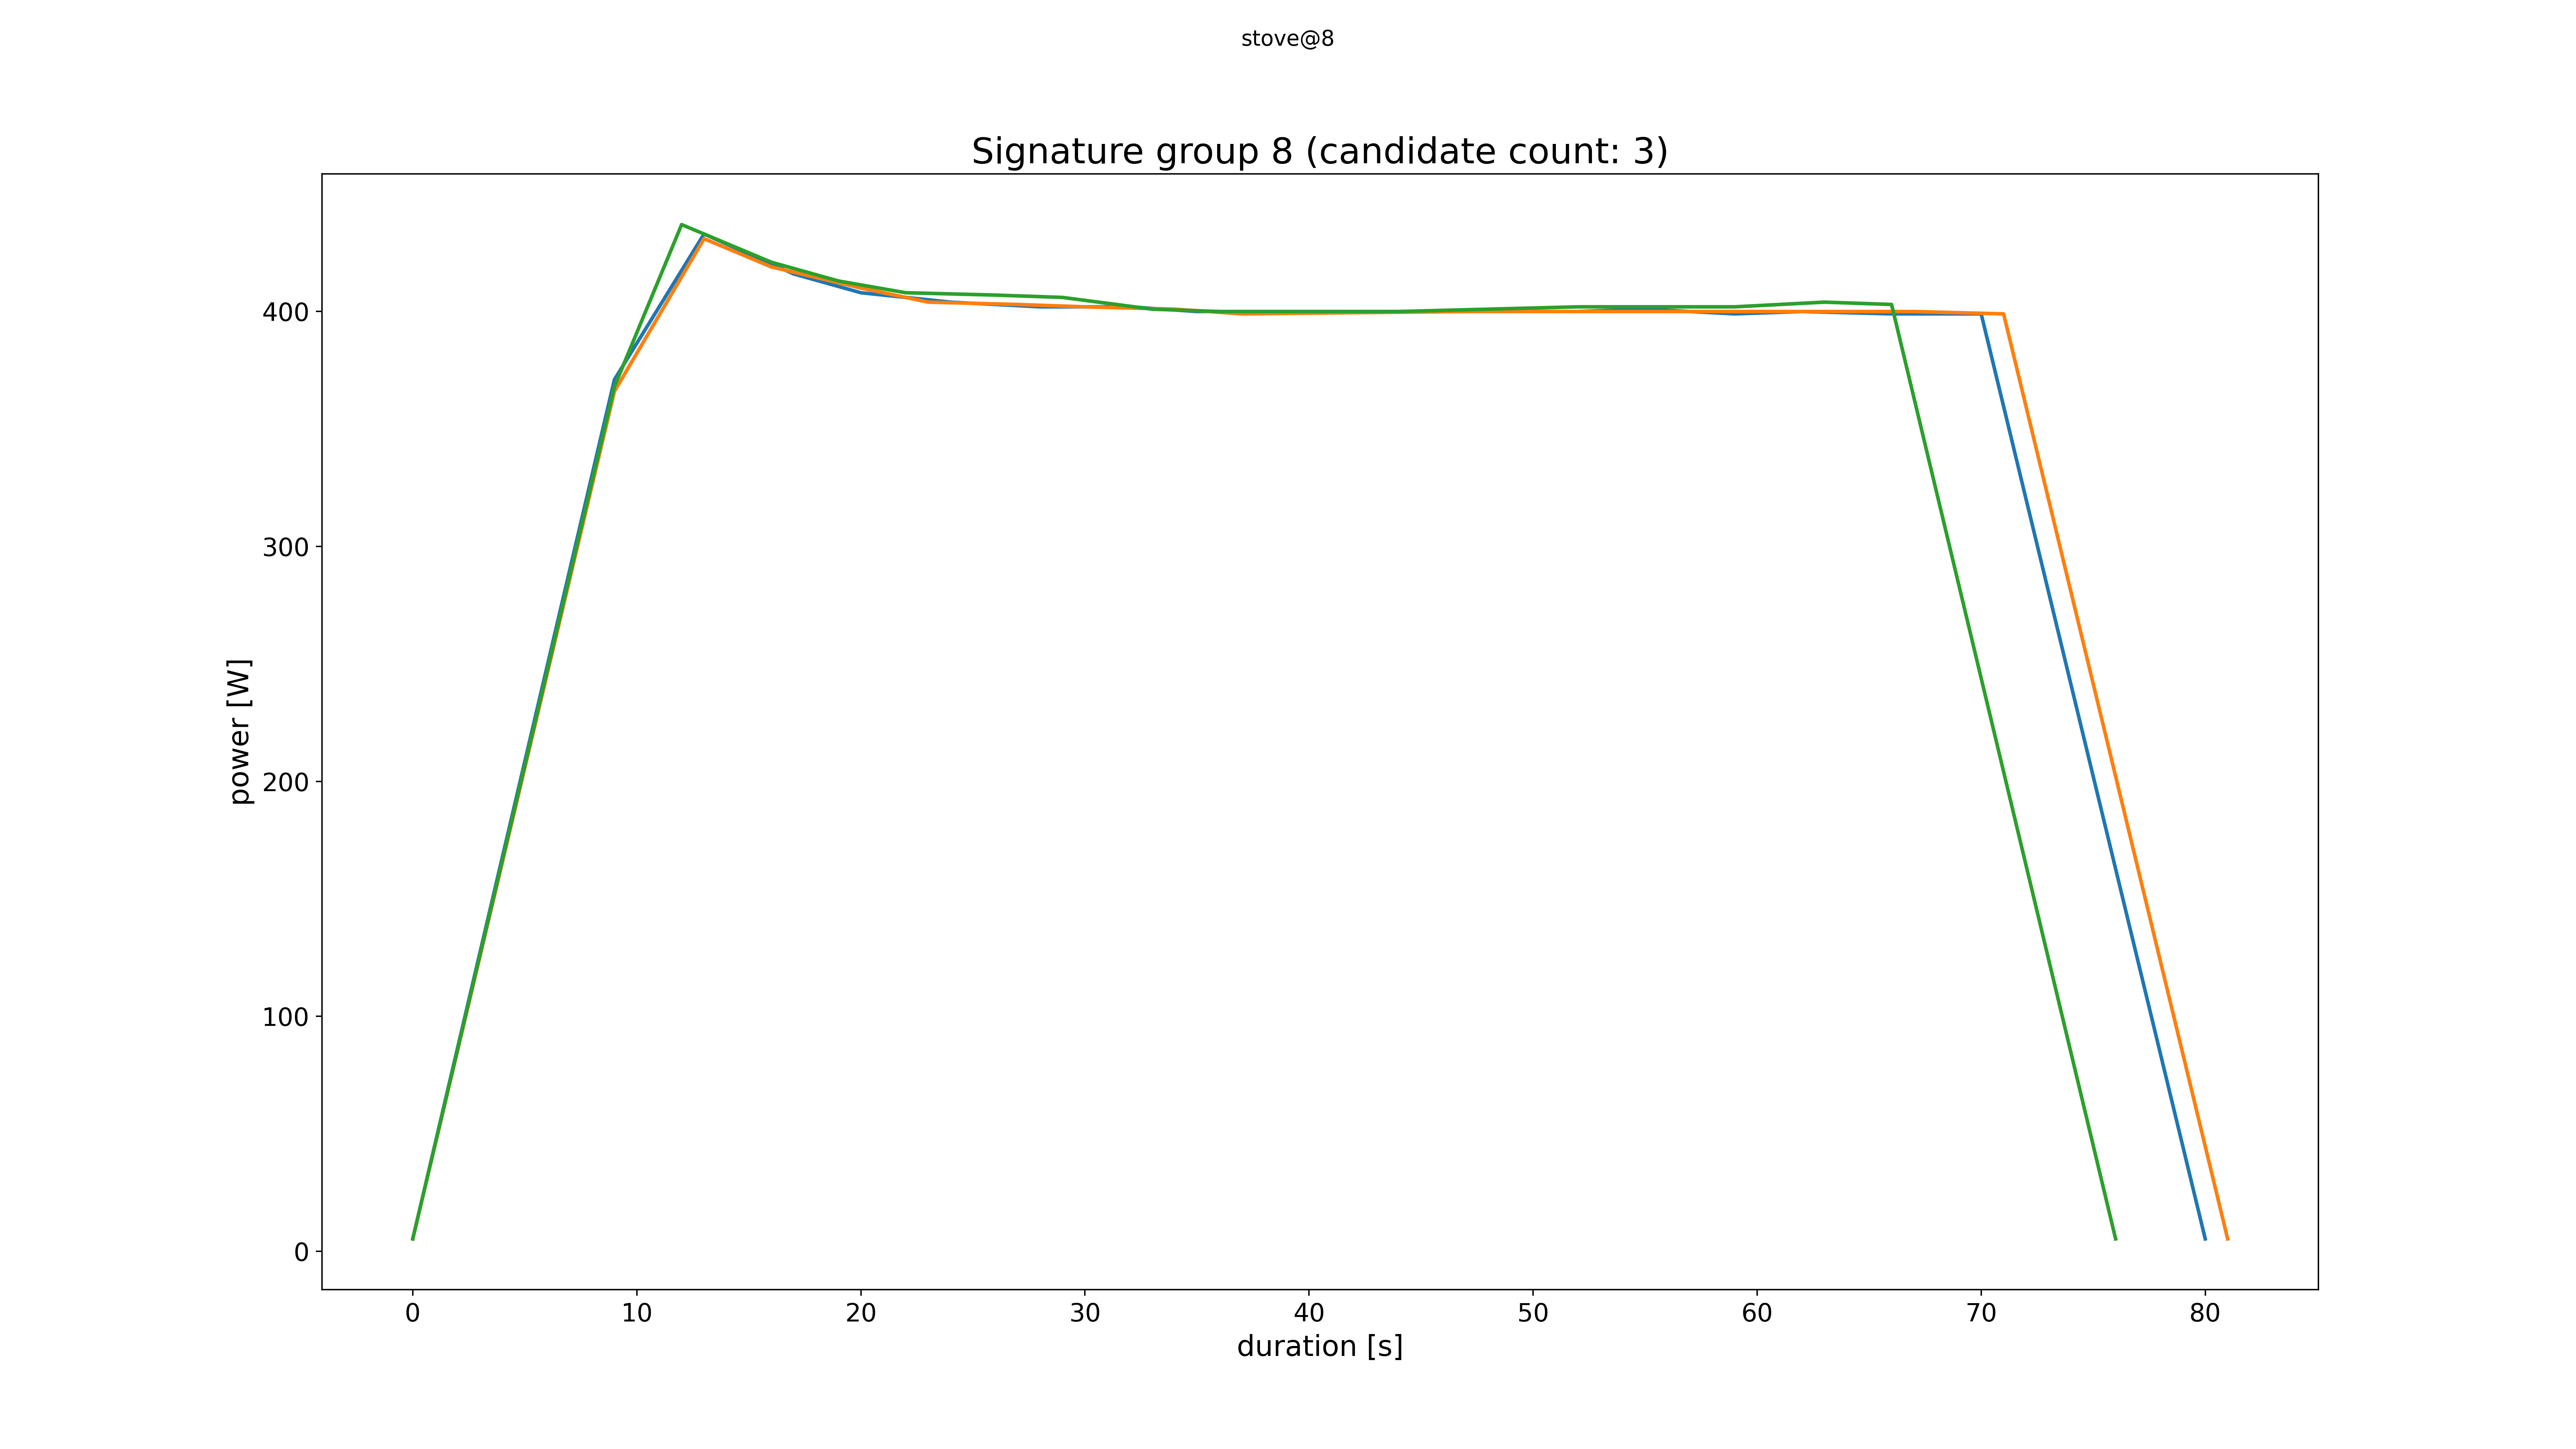 stove@8
Signature group 8 (candidate count: 3)
power [W]
400
300
200
100
0
0 10 20 30 40 50 60 70 80
duration [s]